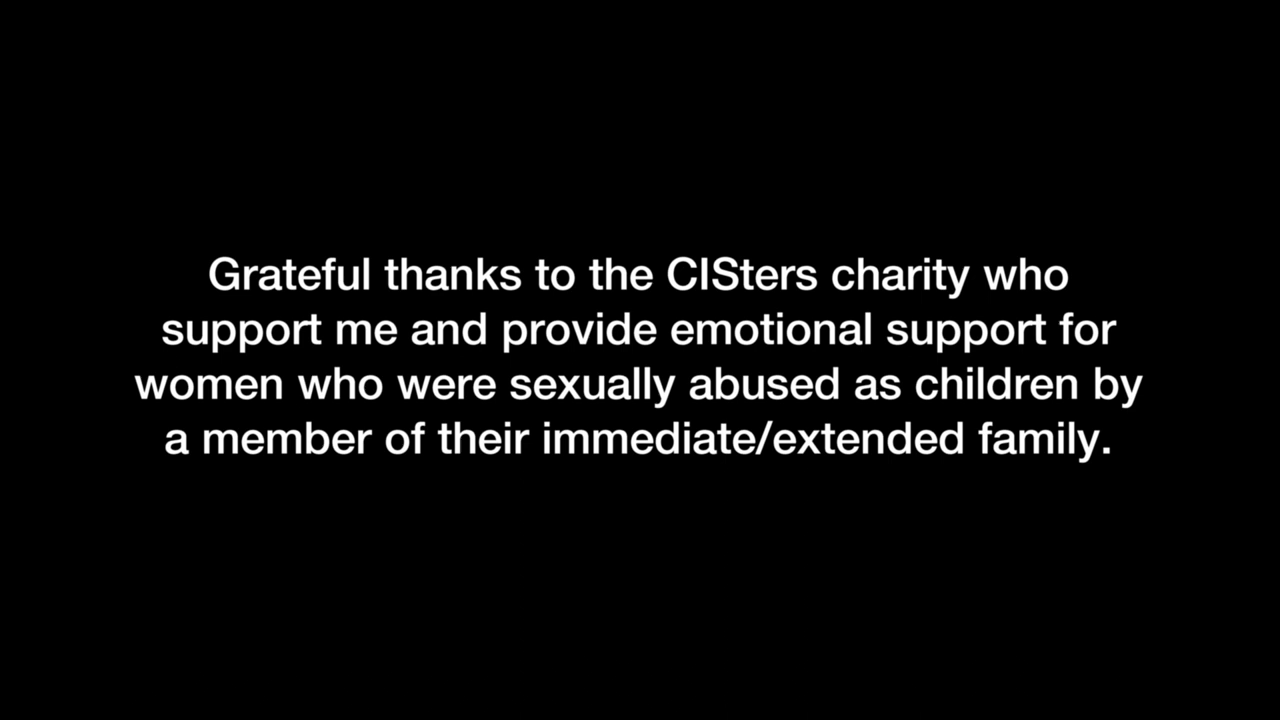 Grateful thanks to the CISters charity who
support me and provide emotional support for
women who were sexually abused as children by
a member of their immediate/extended family.